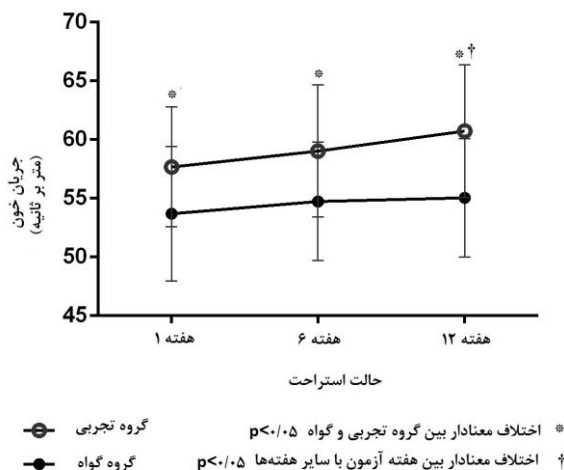 70
65
60
55
50
45
جریان خون
(متر بر ثانیه)
※
※
※ †
هفته ۱
هفته ۶
هفته ۱۲
حالت استراحت
گروه تجربی
گروه گواه
※ اختلاف معنادار بین گروه تجربی و گواه p<۰/۰۵
† اختلاف معنادار بین هفته آزمون با سایر هفته‌ها p<۰/۰۵